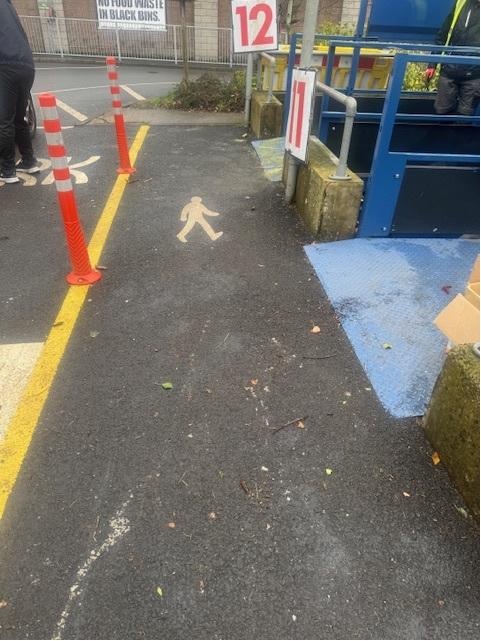 NO FOOD WASTE
IN BLACK BINS.
12
11